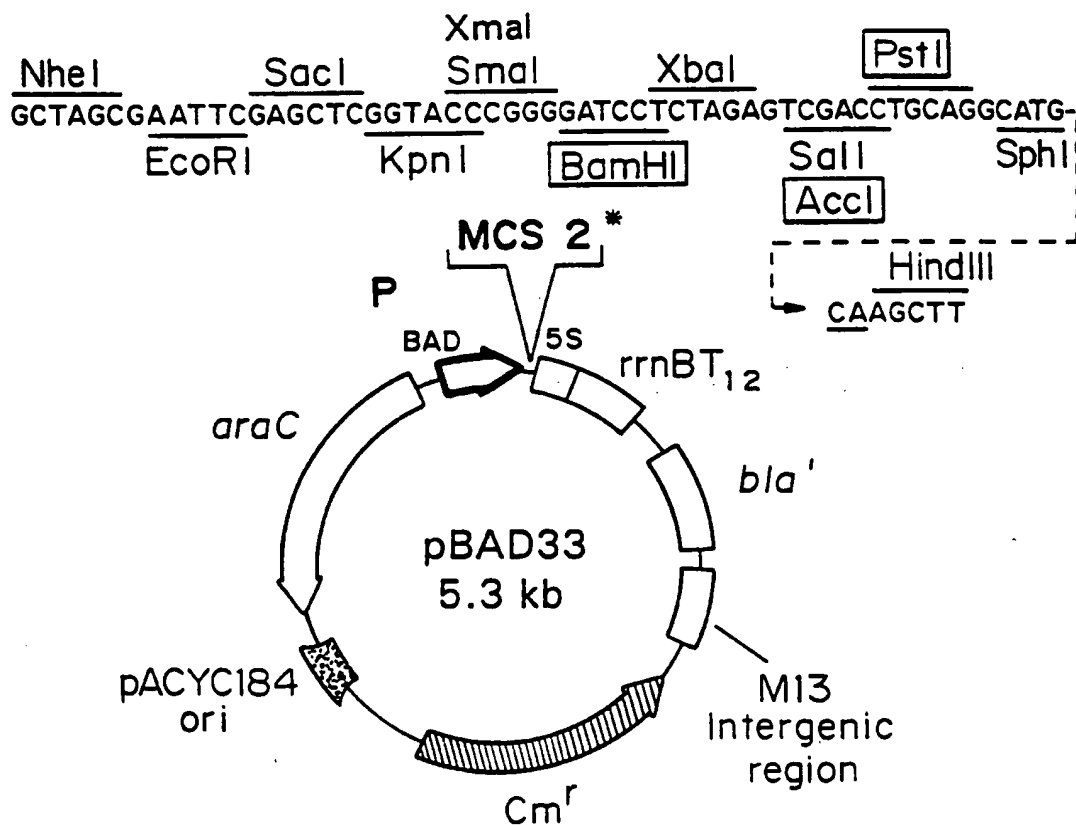 XmaI
NheI SacI SmaI XbaI PstI
GCTAGCGAATTCGAGCTCGGTACCCGGGGATCCTCTAGAGTCGACCTGCAGGCATG-
EcoRI KpnI BamHI SalI SphI
AccI
MCS 2*
HindIII
CAAGCTT
P
BAD
5S
rrnBT12
araC
bla'
pBAD33
5.3 kb
pACYC184
ori
M13
Intergenic
region
Cm^r